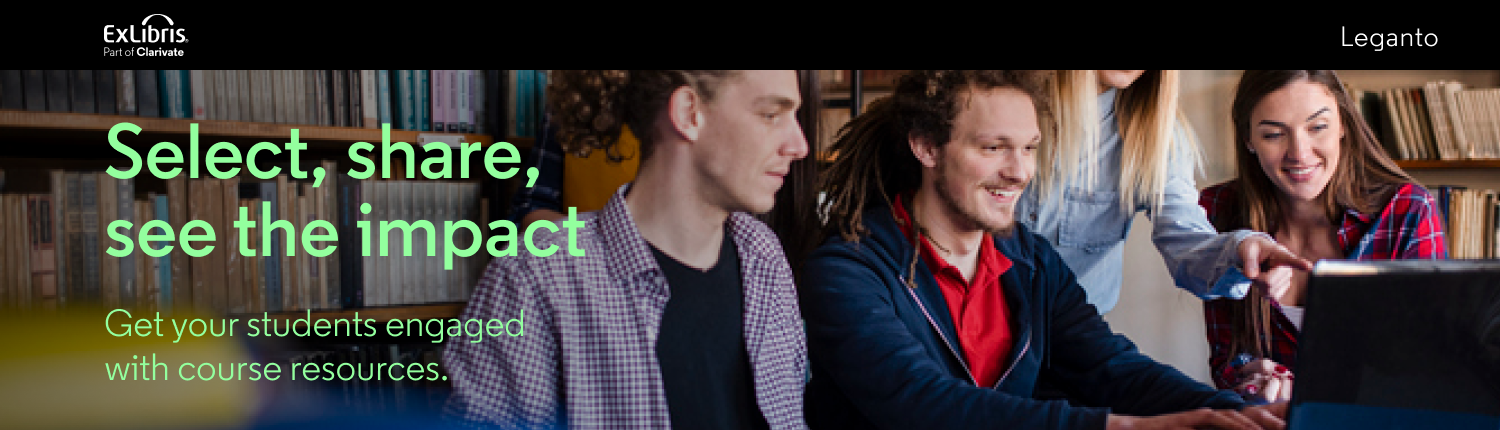 ExLibris
Part of Clarivate
Leganto
Select, share,
see the impact
Get your students engaged
with course resources.